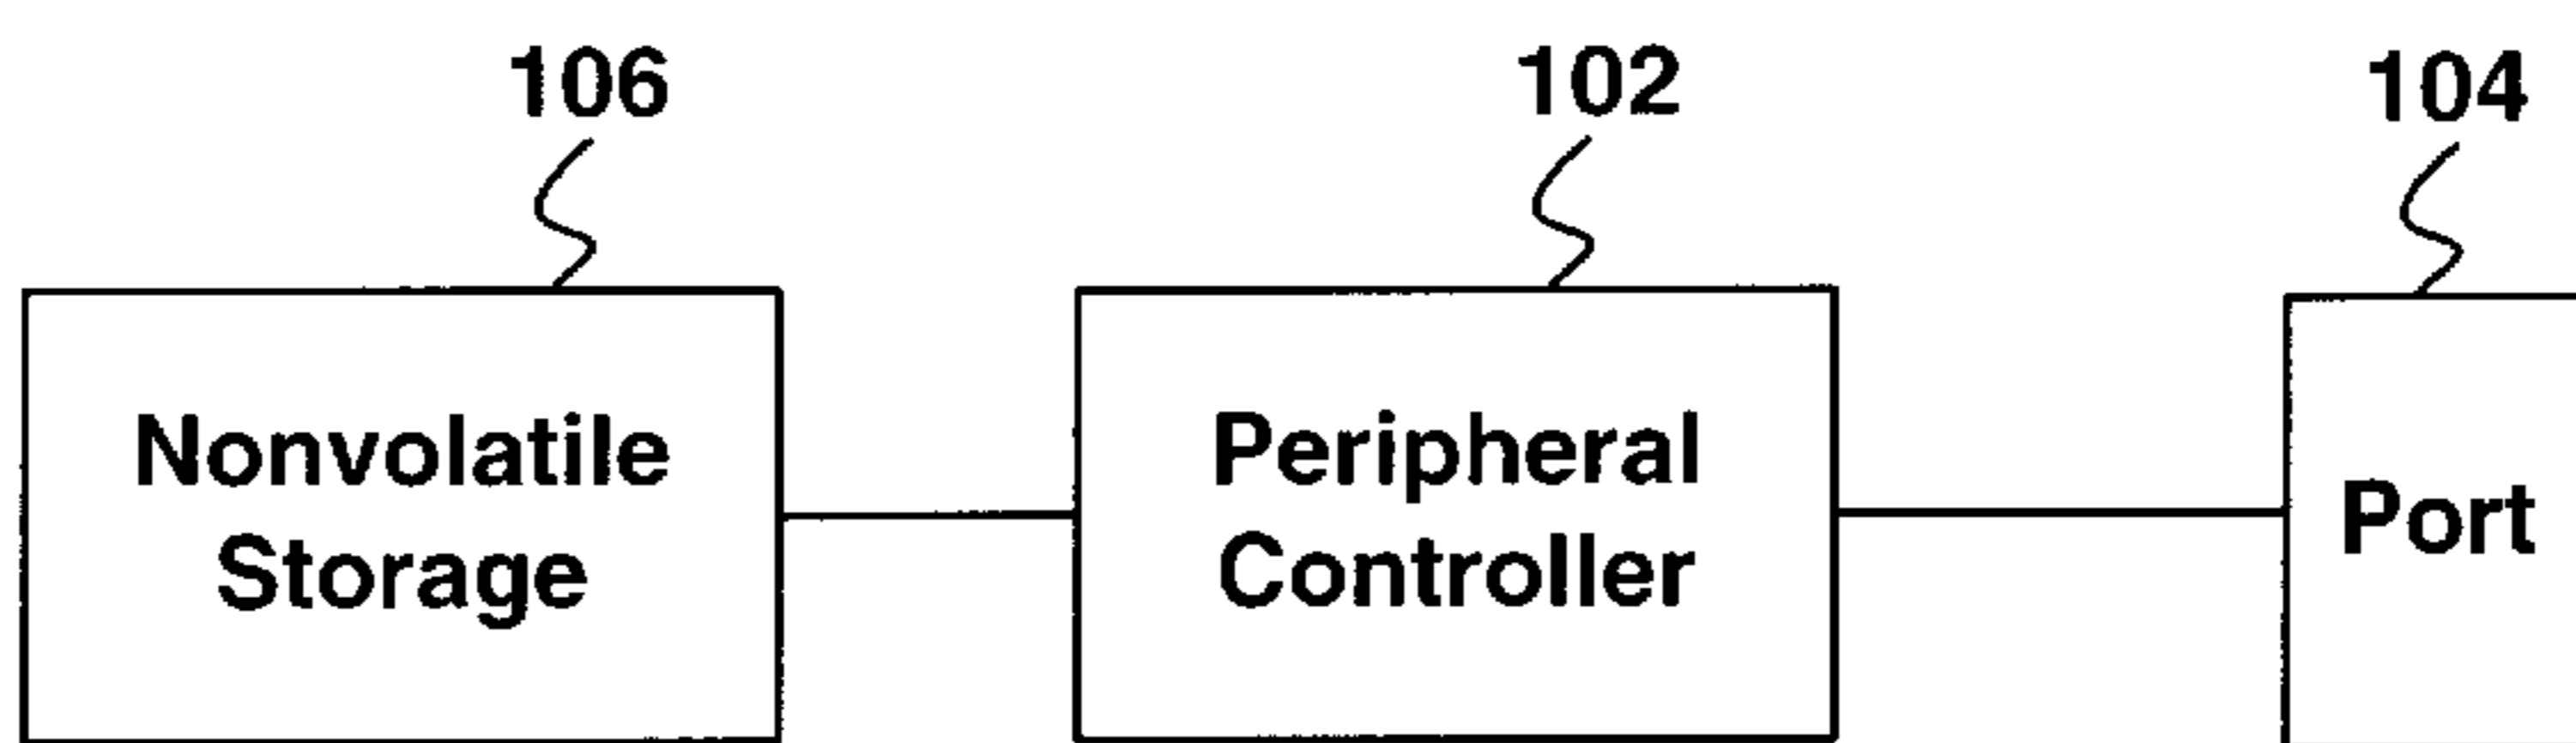 106
102
104
Nonvolatile
Storage
Peripheral
Controller
Port